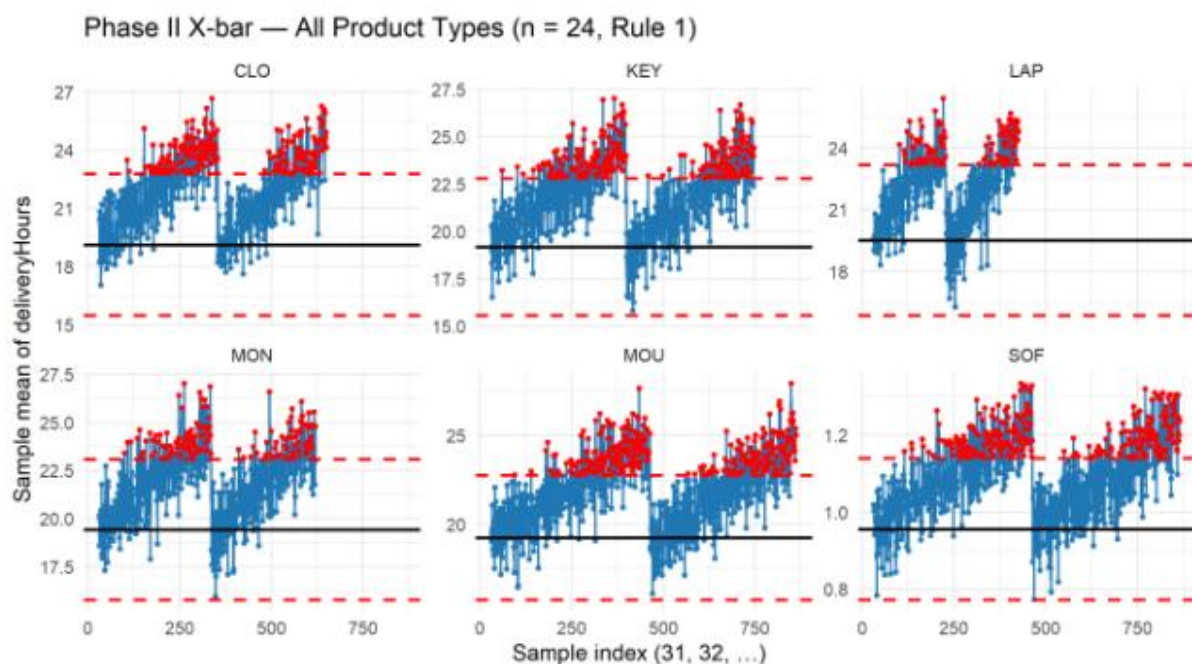 Phase II X-bar — All Product Types (n = 24, Rule 1)
CLO
KEY
LAP
27
24
21
18
15
27.5
25.0
22.5
20.0
17.5
15.0
24
21
18
MON
MOU
SOF
27.5
25.0
22.5
20.0
17.5
25
20
1.2
1.0
0.8
0 250 500 750
0 250 500 750
0 250 500 750
Sample mean of deliveryHours
Sample index (31, 32, …)